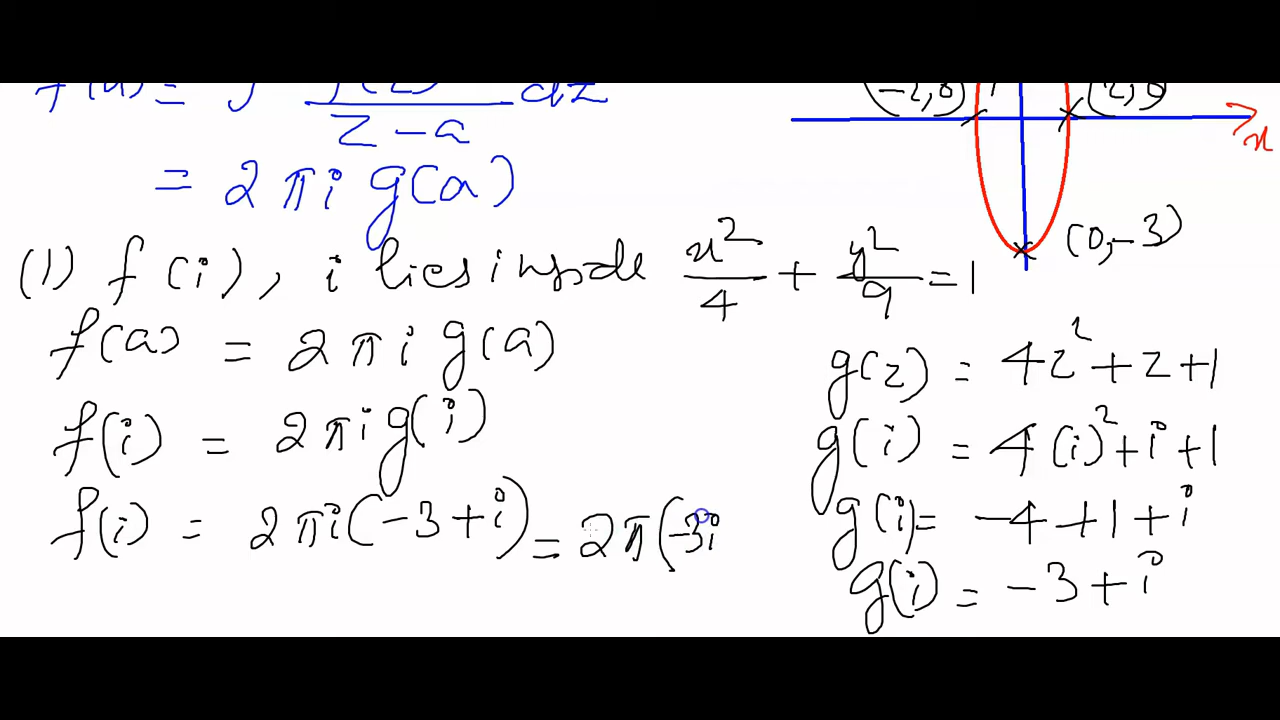 dz
z - a
(-2,0) (2,0)
x
= 2πi g(a)
(0,-3)
(1) f(i), i lies inside x²/4 + y²/9 = 1
f(a) = 2πi g(a)
g(z) = 4z² + z + 1
f(i) = 2πi g(i)
g(i) = 4(i)² + i + 1
f(i) = 2πi(-3+i) = 2π(-3i
g(i) = -4+1+i
g(i) = -3+i